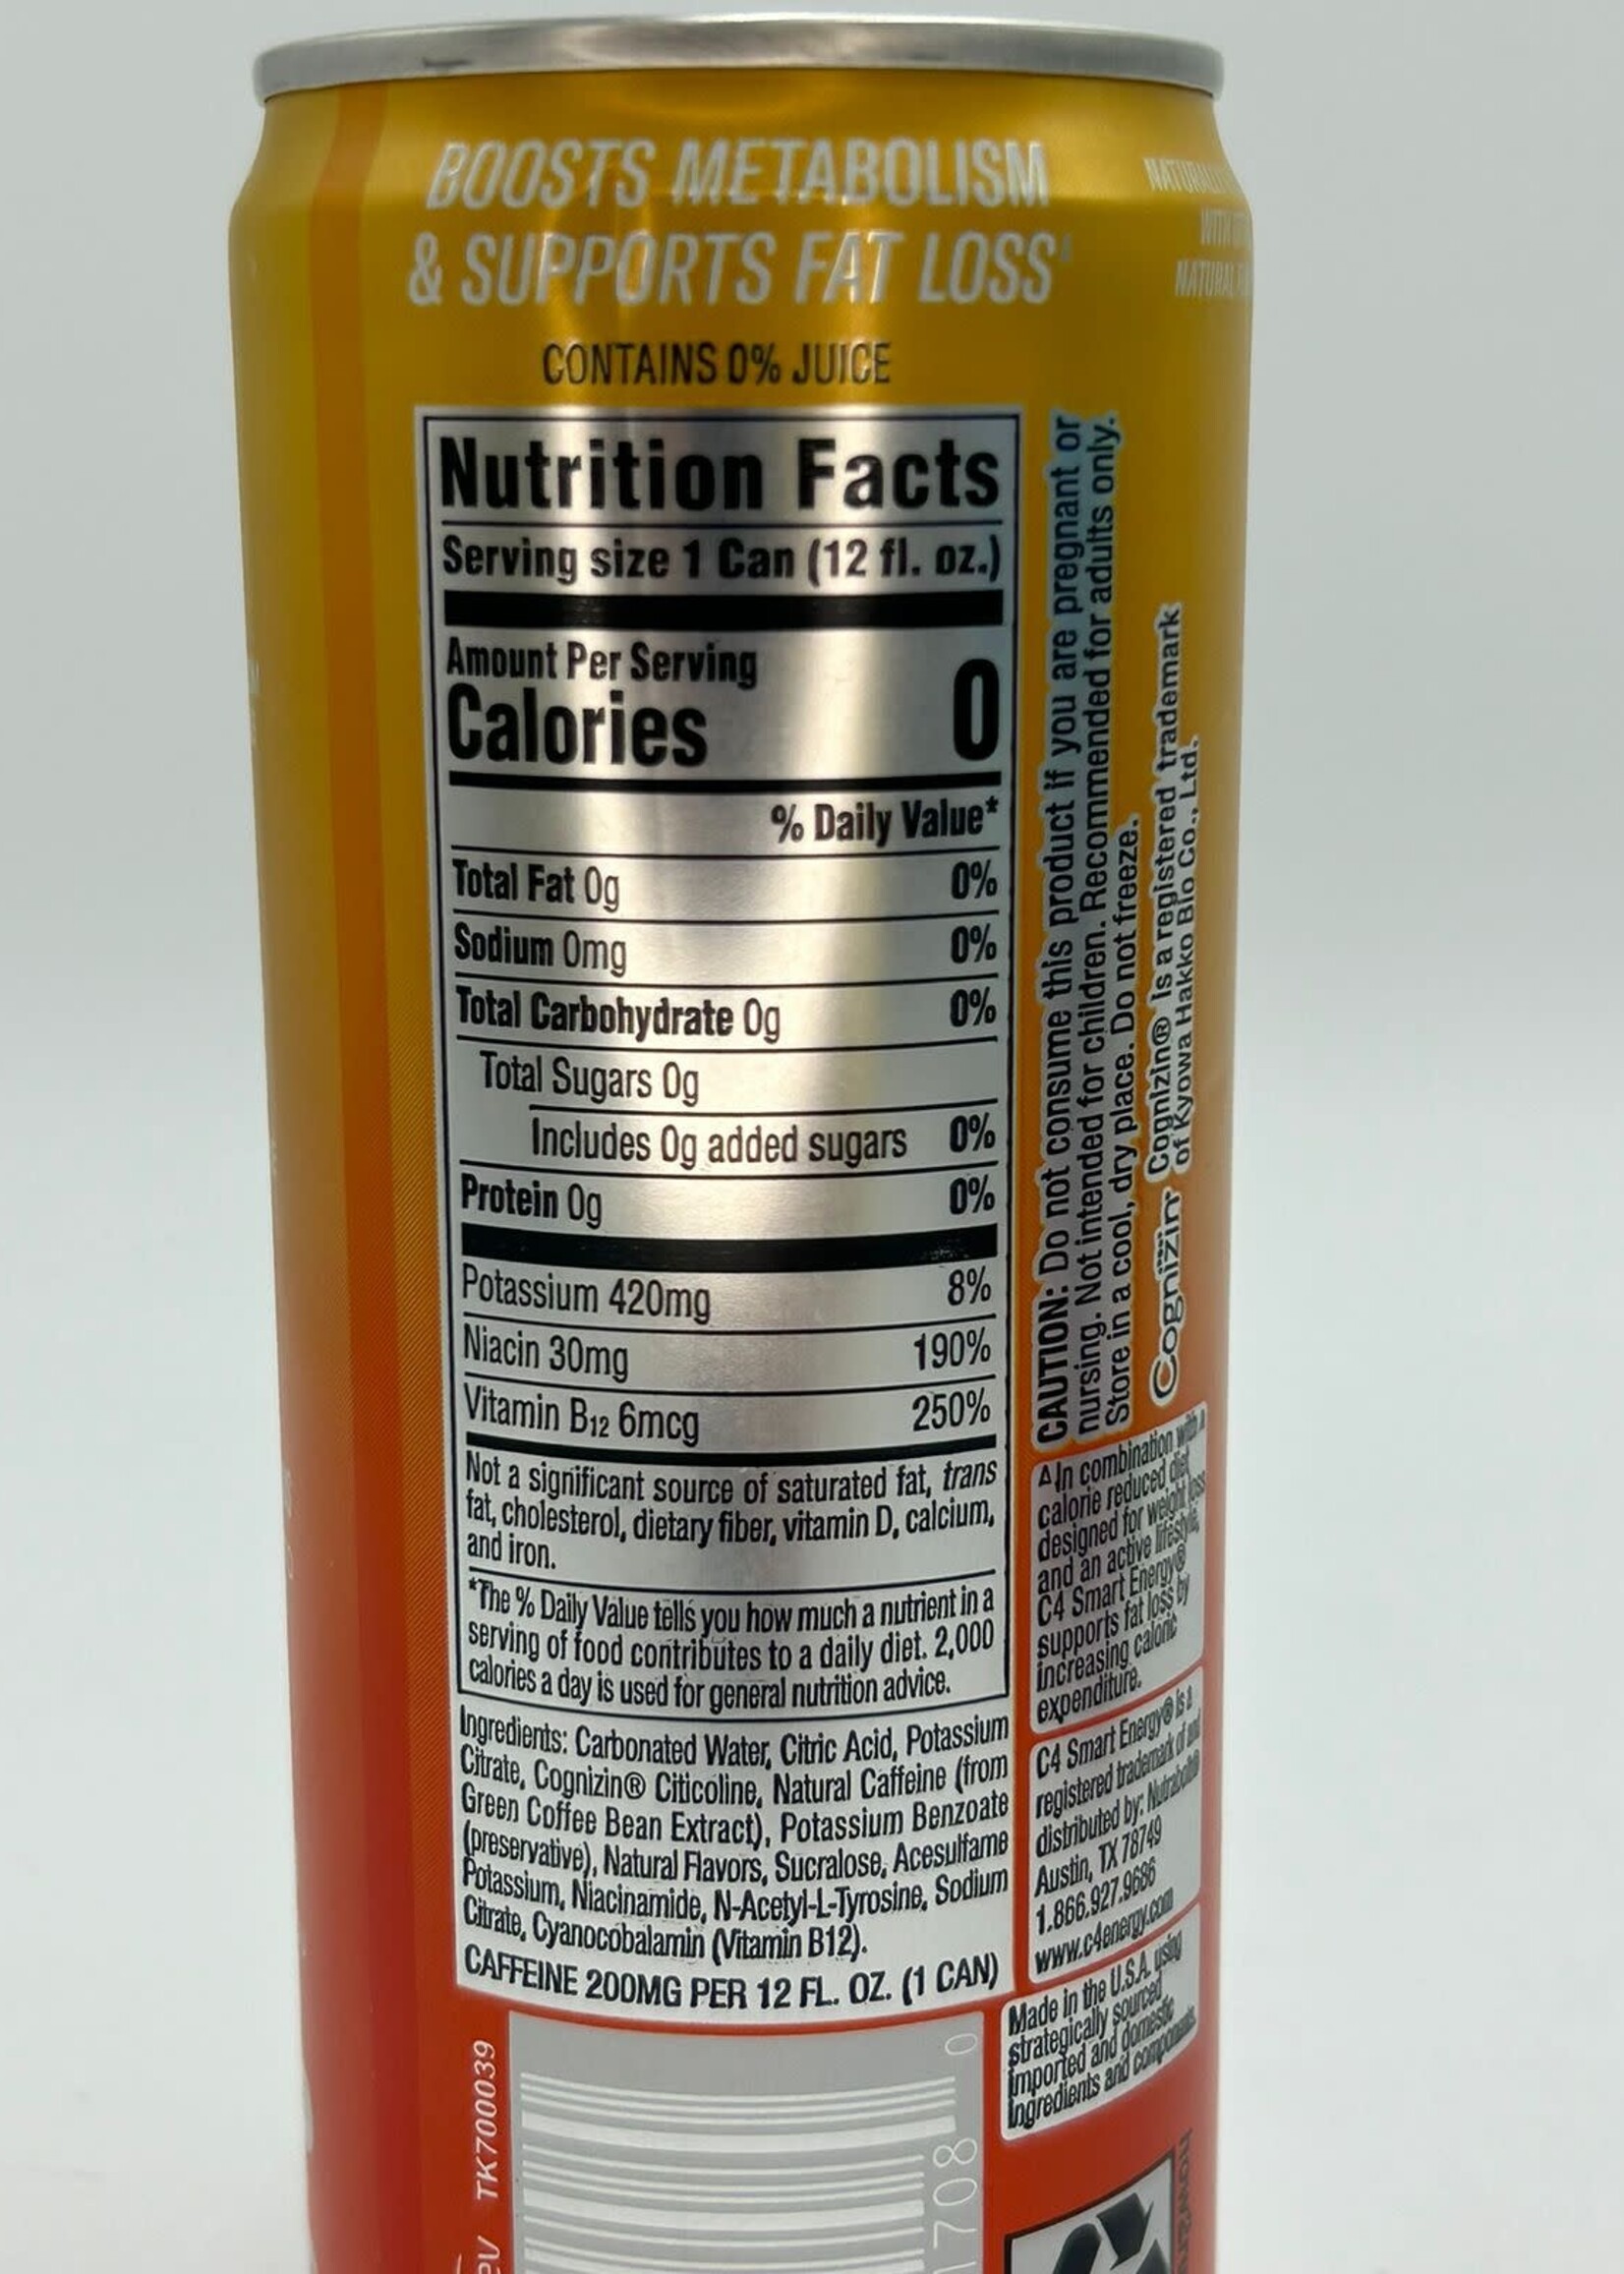 BOOSTS METABOLISM
& SUPPORTS FAT LOSS
CONTAINS 0% JUICE
Nutrition Facts
Serving size 1 Can (12 fl. oz.)
Amount Per Serving
Calories 0
% Daily Value*
Total Fat 0g 0%
Sodium 0mg 0%
Total Carbohydrate 0g 0%
Total Sugars 0g
Includes 0g added sugars 0%
Protein 0g 0%
Potassium 420mg 8%
Niacin 30mg 190%
Vitamin B12 6mcg 250%
Not a significant source of saturated fat, trans
fat, cholesterol, dietary fiber, vitamin D, calcium,
and iron.
*The % Daily Value tells you how much a nutrient in a
serving of food contributes to a daily diet. 2,000
calories a day is used for general nutrition advice.
Ingredients: Carbonated Water, Citric Acid, Potassium
Citrate, Cognizin® Citicoline, Natural Caffeine (from
Green Coffee Bean Extract), Potassium Benzoate
(preservative), Natural Flavors, Sucralose, Acesulfame
Potassium, Niacinamide, N-Acetyl-L-Tyrosine, Sodium
Citrate, Cyanocobalamin (Vitamin B12).
CAFFEINE 200MG PER 12 FL. OZ. (1 CAN)
TK700039
1708 0
CAUTION: Do not consume this product if you are pregnant or
nursing. Not intended for children. Recommended for adults only.
Store in a cool, dry place. Do not freeze.
Cognizin
Cognizin® is a registered trademark
of Kyowa Hakko Bio Co., Ltd.
ΔIn combination with a
calorie reduced diet
designed for weight loss
and an active lifestyle,
C4 Smart Energy®
supports fat loss by
increasing caloric
expenditure.
C4 Smart Energy® is a
registered trademark of and
distributed by: Nutrabolt®
Austin, TX 78749
1.866.927.9686
www.c4energy.com
Made in the U.S.A. using
strategically sourced
imported and domestic
ingredients and components.